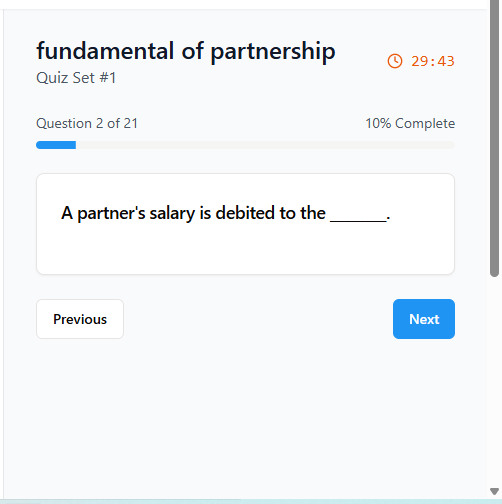 fundamental of partnership
29:43
Quiz Set #1
Question 2 of 21
10% Complete
A partner's salary is debited to the ________.
Previous
Next